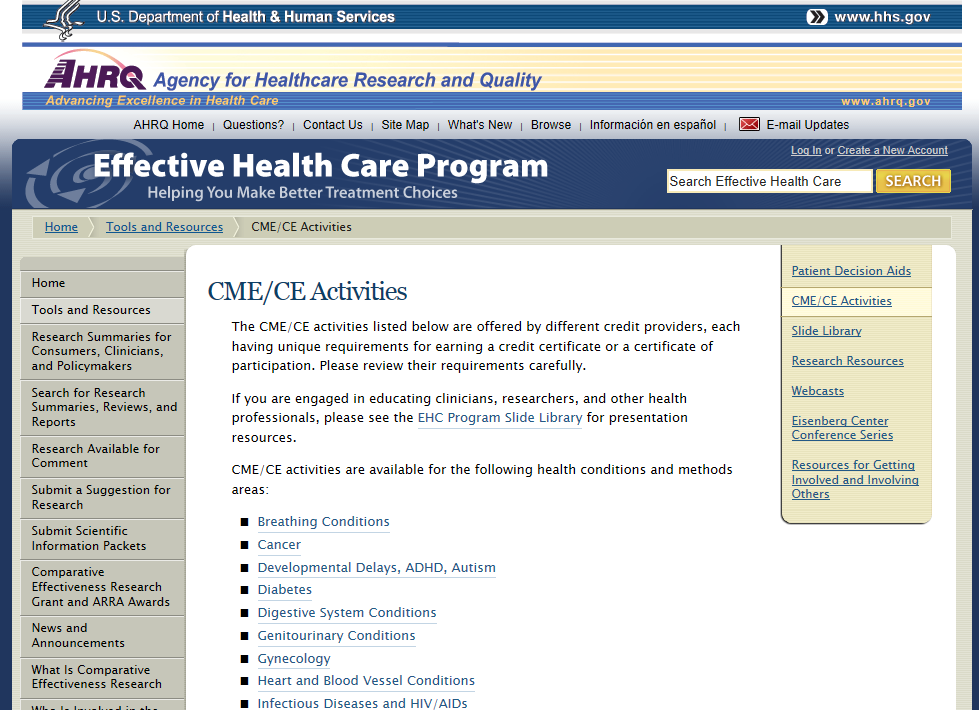 U.S. Department of Health & Human Services
www.hhs.gov
AHRQ Agency for Healthcare Research and Quality
Advancing Excellence in Health Care
www.ahrq.gov
AHRQ Home | Questions? | Contact Us | Site Map | What's New | Browse | Información en español | E-mail Updates
Log In or Create a New Account
Effective Health Care Program
Helping You Make Better Treatment Choices
Search Effective Health Care SEARCH
Home Tools and Resources CME/CE Activities
Home
Tools and Resources
Research Summaries for
Consumers, Clinicians,
and Policymakers
Search for Research
Summaries, Reviews, and
Reports
Research Available for
Comment
Submit a Suggestion for
Research
Submit Scientific
Information Packets
Comparative
Effectiveness Research
Grant and ARRA Awards
News and
Announcements
What Is Comparative
Effectiveness Research
Who Is Involved in the
CME/CE Activities
The CME/CE activities listed below are offered by different credit providers, each
having unique requirements for earning a credit certificate or a certificate of
participation. Please review their requirements carefully.
If you are engaged in educating clinicians, researchers, and other health
professionals, please see the EHC Program Slide Library for presentation
resources.
CME/CE activities are available for the following health conditions and methods
areas:
■ Breathing Conditions
■ Cancer
■ Developmental Delays, ADHD, Autism
■ Diabetes
■ Digestive System Conditions
■ Genitourinary Conditions
■ Gynecology
■ Heart and Blood Vessel Conditions
■ Infectious Diseases and HIV/AIDs
Patient Decision Aids
CME/CE Activities
Slide Library
Research Resources
Webcasts
Eisenberg Center
Conference Series
Resources for Getting
Involved and Involving
Others